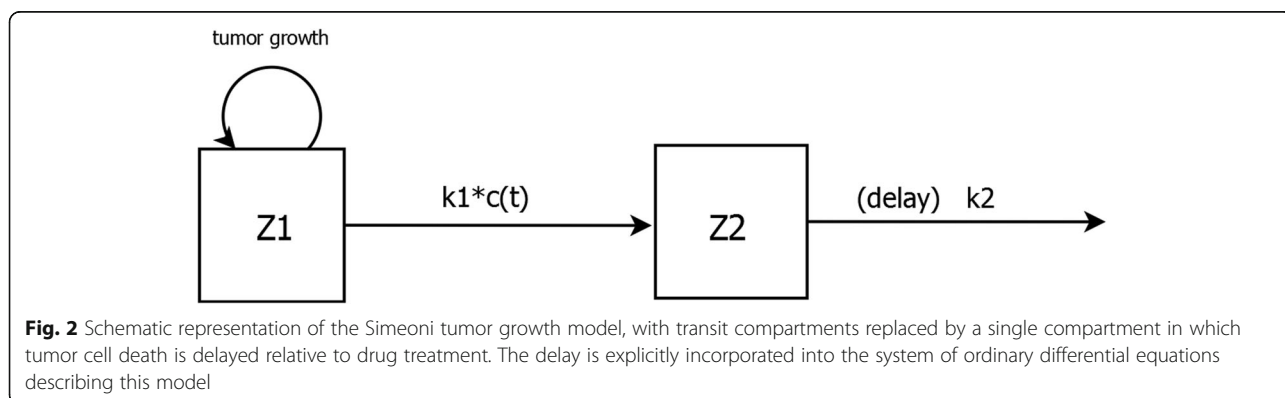 tumor growth
Z1
k1*c(t)
Z2
(delay) k2
Fig. 2 Schematic representation of the Simeoni tumor growth model, with transit compartments replaced by a single compartment in which
tumor cell death is delayed relative to drug treatment. The delay is explicitly incorporated into the system of ordinary differential equations
describing this model